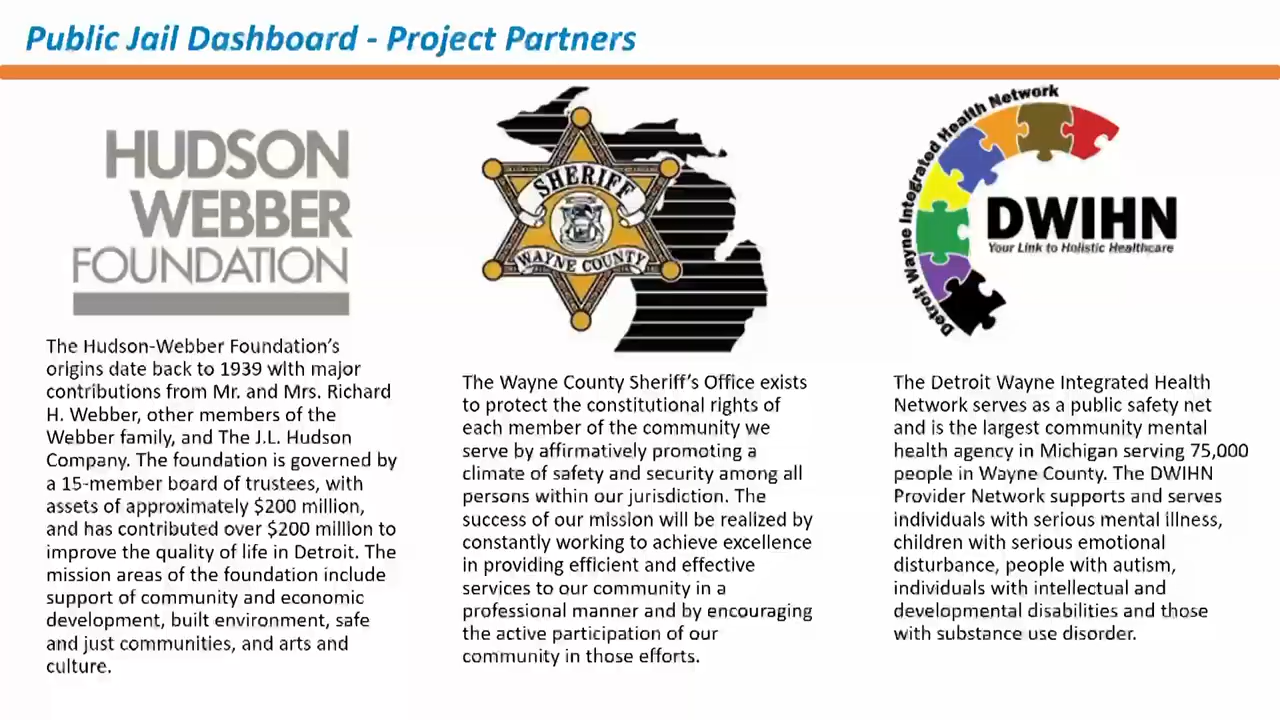 Public Jail Dashboard - Project Partners
HUDSON
WEBBER
FOUNDATION
The Hudson-Webber Foundation's
origins date back to 1939 with major
contributions from Mr. and Mrs. Richard
H. Webber, other members of the
Webber family, and The J.L. Hudson
Company. The foundation is governed by
a 15-member board of trustees, with
assets of approximately $200 million,
and has contributed over $200 million to
improve the quality of life in Detroit. The
mission areas of the foundation include
support of community and economic
development, built environment, safe
and just communities, and arts and
culture.
SHERIFF
WAYNE COUNTY
The Wayne County Sheriff's Office exists
to protect the constitutional rights of
each member of the community we
serve by affirmatively promoting a
climate of safety and security among all
persons within our jurisdiction. The
success of our mission will be realized by
constantly working to achieve excellence
in providing efficient and effective
services to our community in a
professional manner and by encouraging
the active participation of our
community in those efforts.
Detroit Wayne Integrated Health Network
DWIHN
Your Link to Holistic Healthcare
The Detroit Wayne Integrated Health
Network serves as a public safety net
and is the largest community mental
health agency in Michigan serving 75,000
people in Wayne County. The DWIHN
Provider Network supports and serves
individuals with serious mental illness,
children with serious emotional
disturbance, people with autism,
individuals with intellectual and
developmental disabilities and those
with substance use disorder.